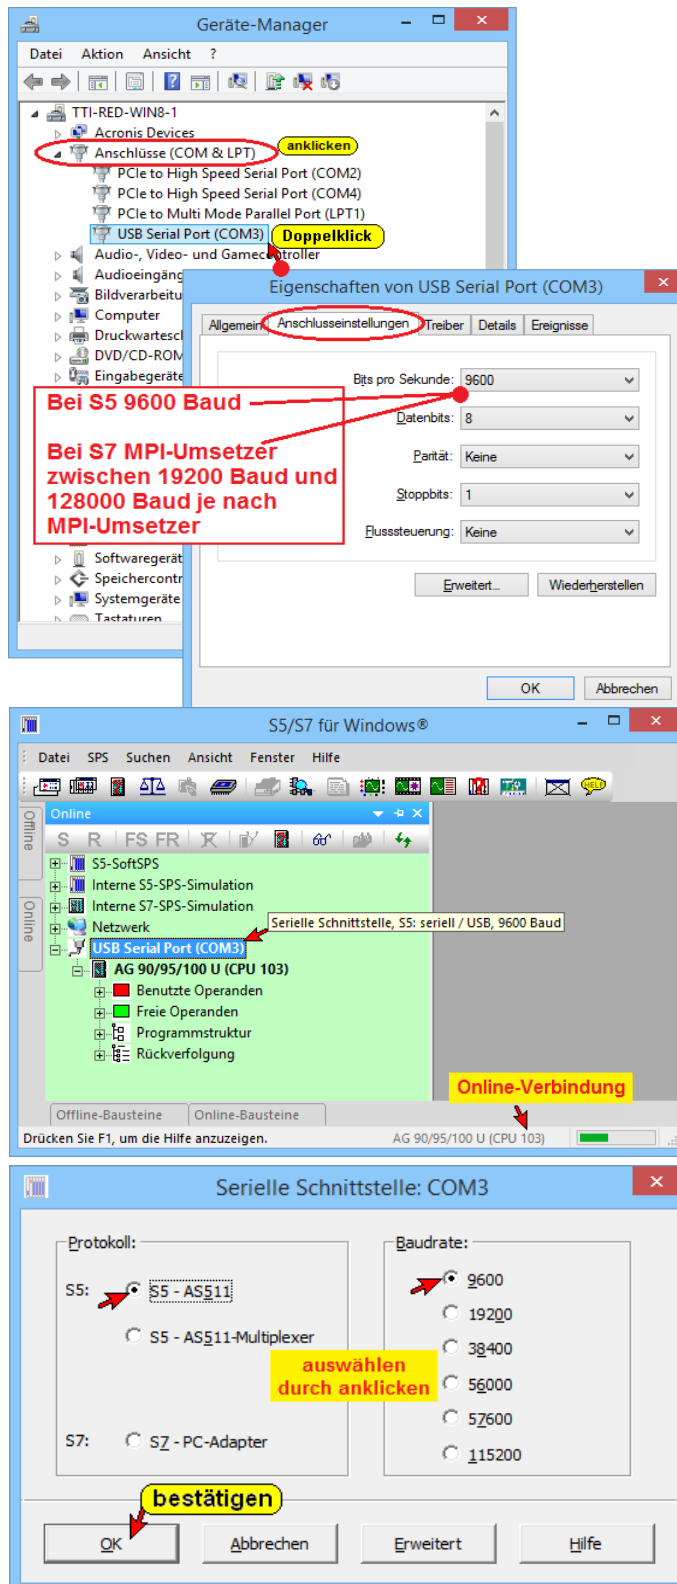 Geräte-Manager
Datei Aktion Ansicht ?
TTI-RED-WIN8-1
Acronis Devices
Anschlüsse (COM & LPT)
anklicken
PCIe to High Speed Serial Port (COM2)
PCIe to High Speed Serial Port (COM4)
PCIe to Multi Mode Parallel Port (LPT1)
USB Serial Port (COM3)
Doppelklick
Audio-, Video- und Gamecontroller
Audioeingäng
Bildverarbeitu
Computer
Druckwartesch
DVD/CD-ROM
Eingabegeräte
Softwaregerät
Speichercontr
Systemgeräte
Tastaturen
Eigenschaften von USB Serial Port (COM3)
Allgemein Anschlusseinstellungen Treiber Details Ereignisse
Bits pro Sekunde: 9600
Datenbits: 8
Parität: Keine
Stoppbits: 1
Flusssteuerung: Keine
Erweitert... Wiederherstellen
OK Abbrechen
Bei S5 9600 Baud
Bei S7 MPI-Umsetzer
zwischen 19200 Baud und
128000 Baud je nach
MPI-Umsetzer
S5/S7 für Windows®
Datei SPS Suchen Ansicht Fenster Hilfe
HELP
Offline
Online
Online
S R FS FR
S5-SoftSPS
Interne S5-SPS-Simulation
Interne S7-SPS-Simulation
Netzwerk
Serielle Schnittstelle, S5: seriell / USB, 9600 Baud
USB Serial Port (COM3)
AG 90/95/100 U (CPU 103)
Benutzte Operanden
Freie Operanden
Programmstruktur
Rückverfolgung
Online-Verbindung
Offline-Bausteine Online-Bausteine
Drücken Sie F1, um die Hilfe anzuzeigen. AG 90/95/100 U (CPU 103)
Serielle Schnittstelle: COM3
Protokoll:
S5: S5 - AS511
S5 - AS511-Multiplexer
S7: S7 - PC-Adapter
Baudrate:
9600
19200
38400
56000
57600
115200
auswählen
durch anklicken
bestätigen
OK Abbrechen Erweitert Hilfe